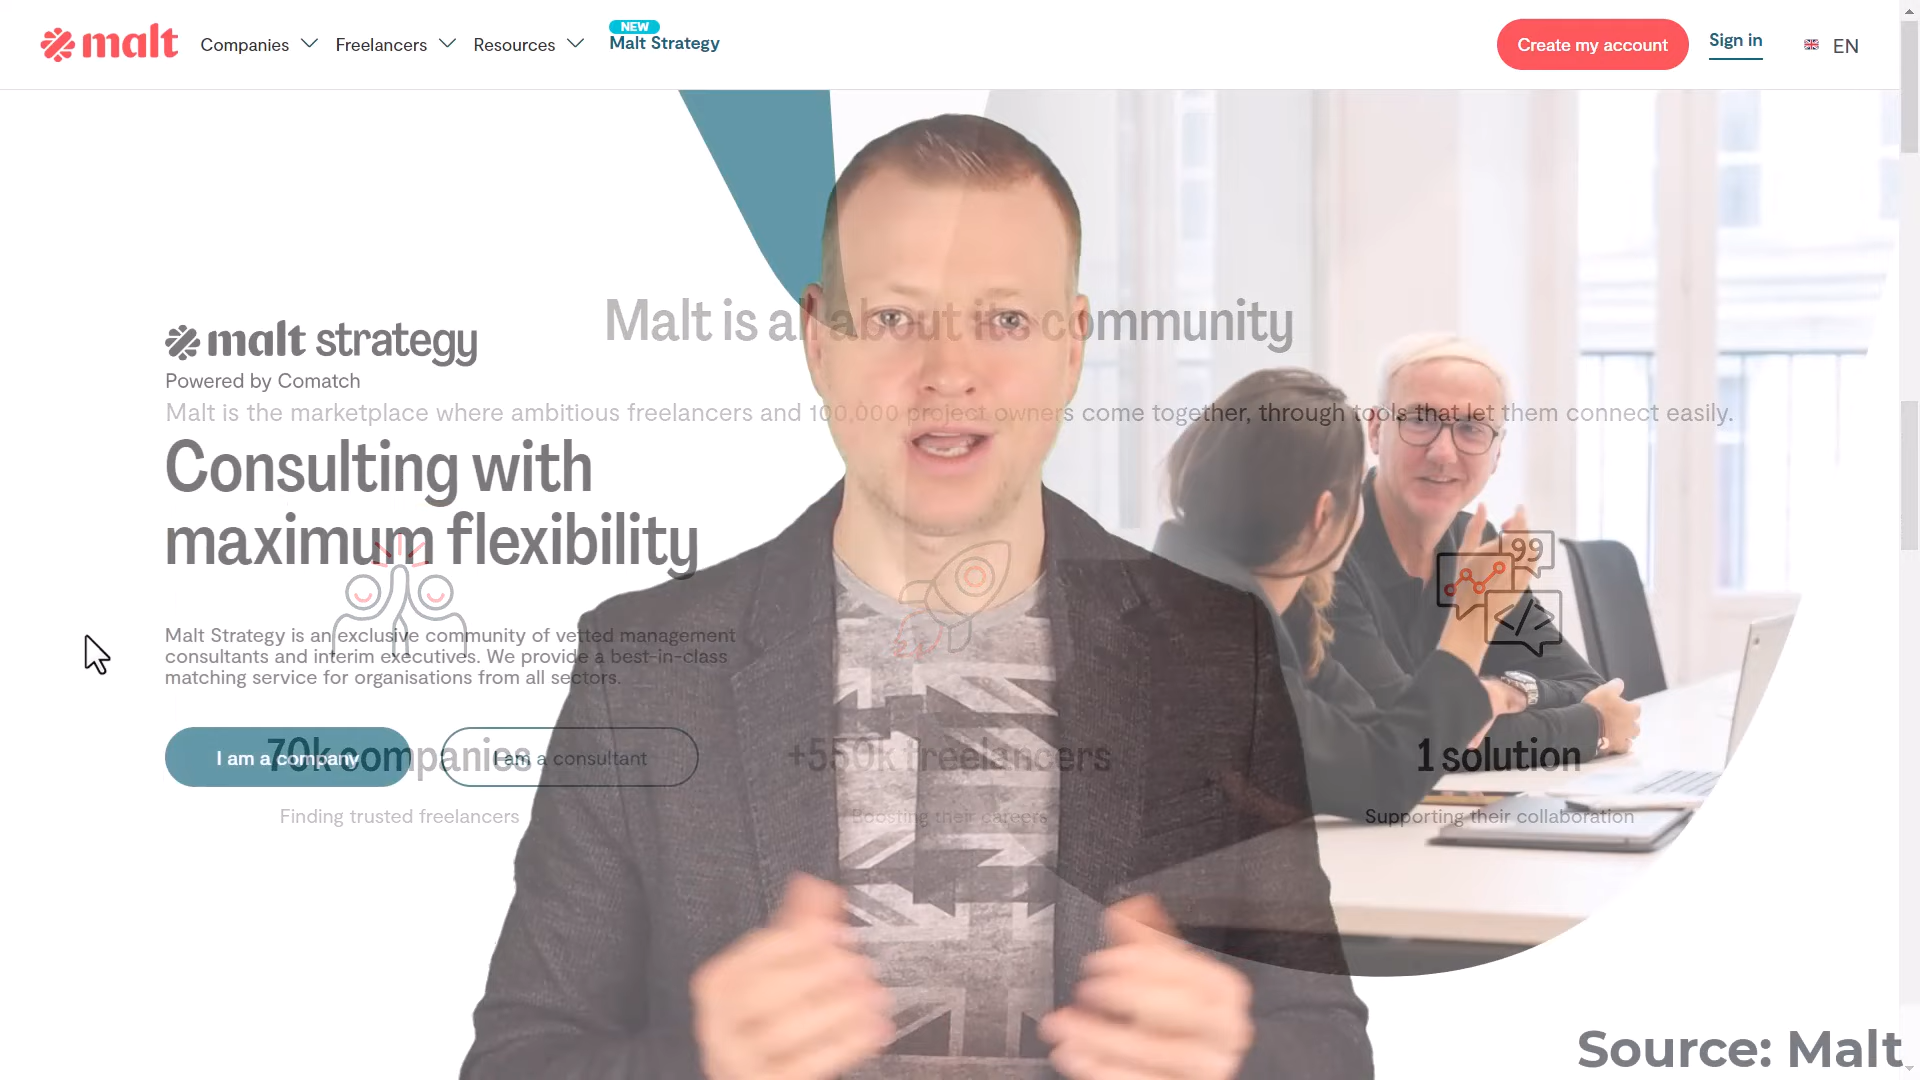 malt
Companies
Freelancers
Resources
NEW
Malt Strategy
Create my account
Sign in
EN
Malt is all about its community
malt strategy
Powered by Comatch
Malt is the marketplace where ambitious freelancers and 100,000 project owners come together, through tools that let them connect easily.
Consulting with
maximum flexibility
99
</>
Malt Strategy is an exclusive community of vetted management
consultants and interim executives. We provide a best-in-class
matching service for organisations from all sectors.
I am a company
I am a consultant
70k companies
+550k freelancers
1 solution
Finding trusted freelancers
Boosting their careers
Supporting their collaboration
Source: Malt